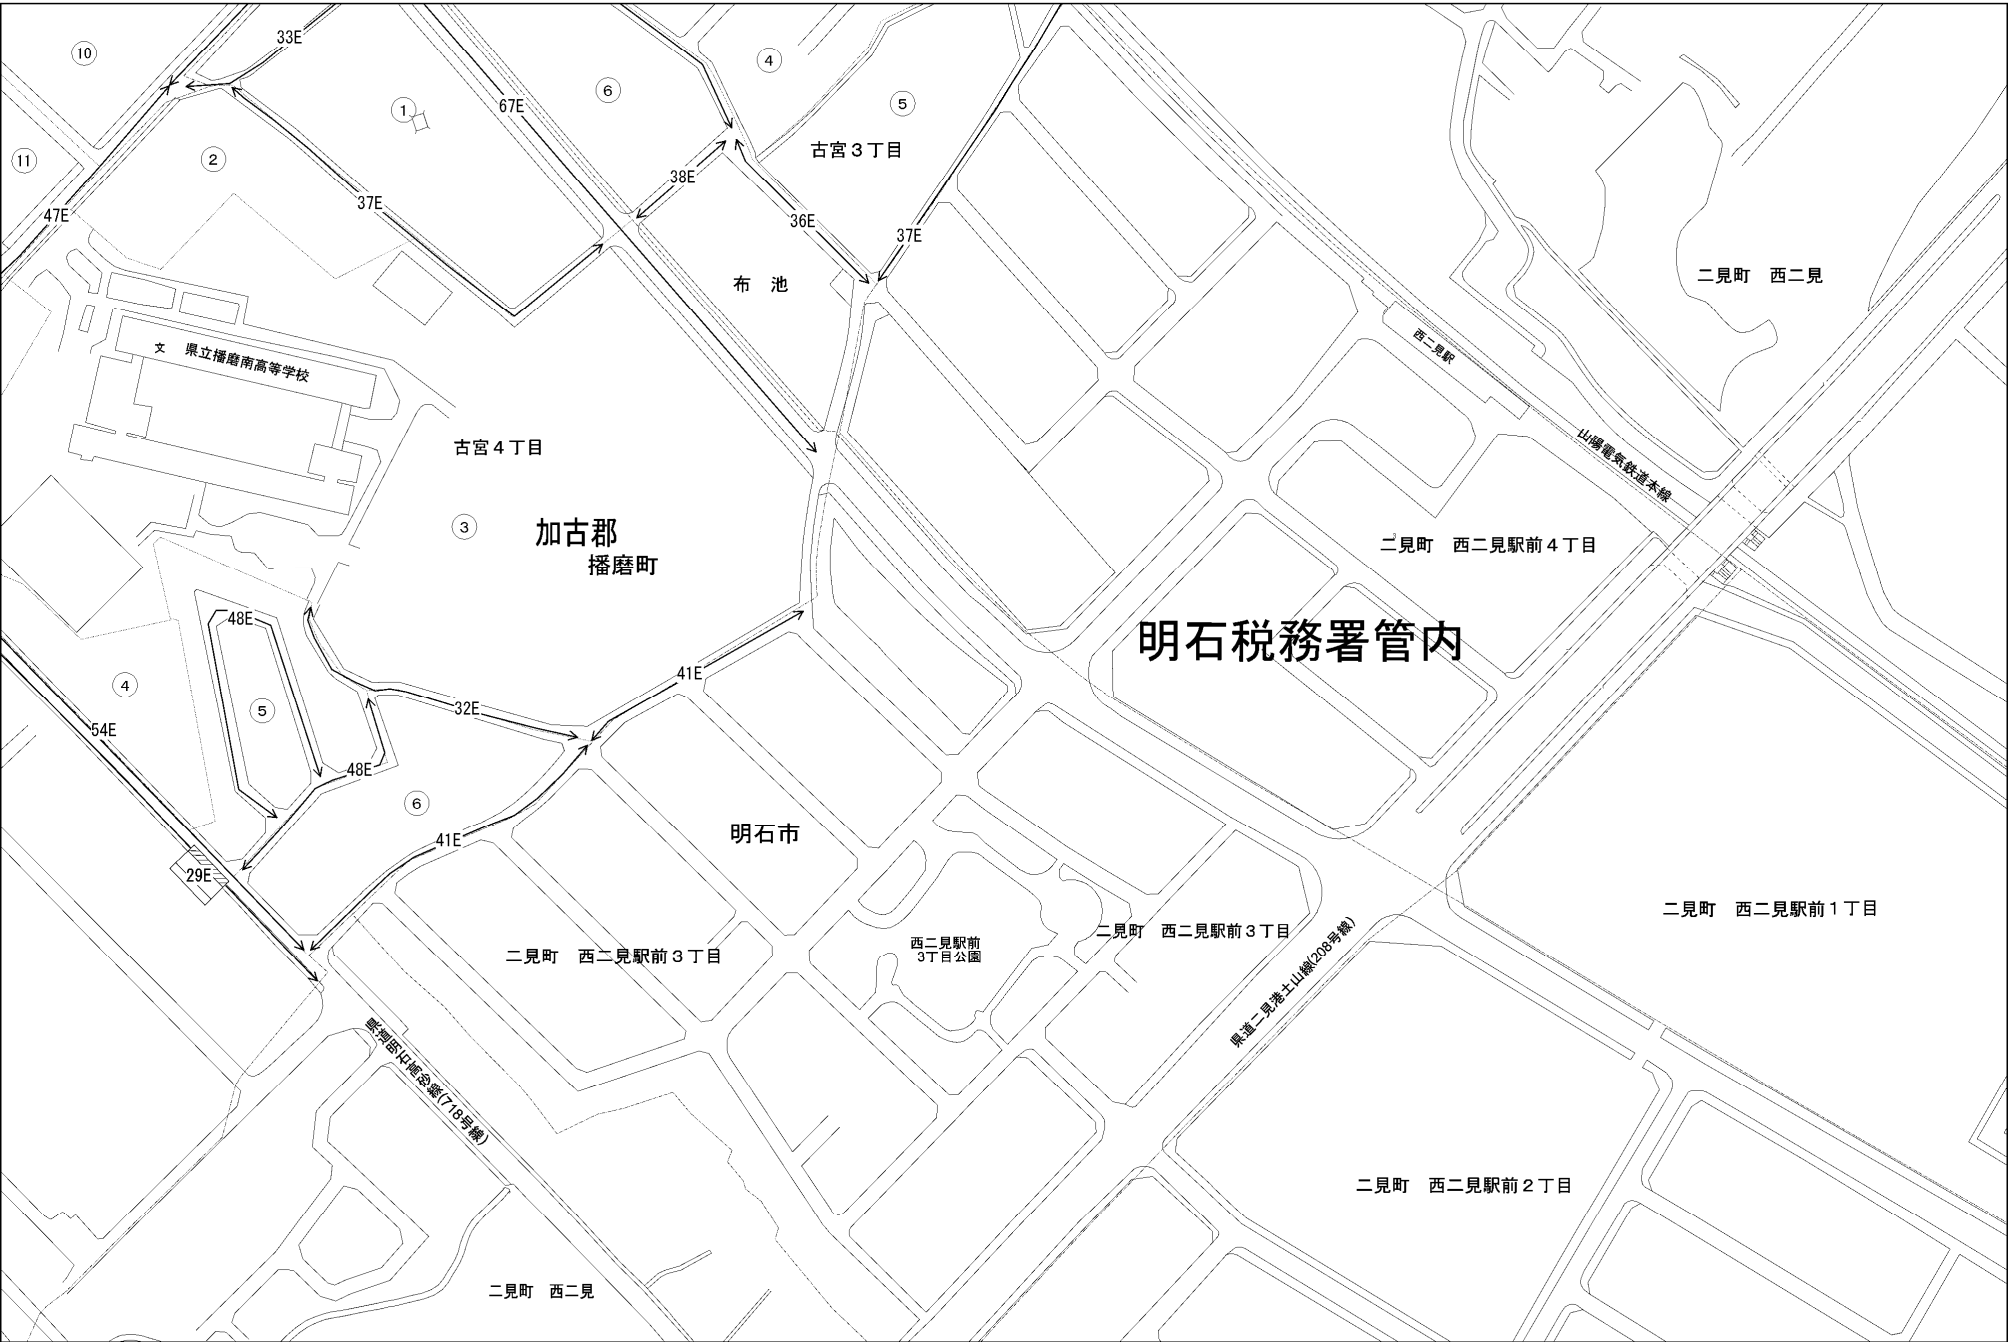 33E
⑩
④
⑥
⑤
67E
①
古宮3丁目
⑪
②
38E
37E
47E
36E
37E
布　池
二見町　西二見
西二見駅
文　県立播磨南高等学校
古宮4丁目
山陽電気鉄道本線
③
加古郡
播磨町
二見町　西二見駅前4丁目
明石税務署管内
48E
④
⑤
41E
32E
54E
48E
⑥
41E
明石市
29E
二見町　西二見駅前1丁目
二見町　西二見駅前3丁目
西二見駅前
3丁目公園
二見町　西二見駅前3丁目
県道二見港土山線(208号線)
県道明石高砂線(718号線)
二見町　西二見駅前2丁目
二見町　西二見